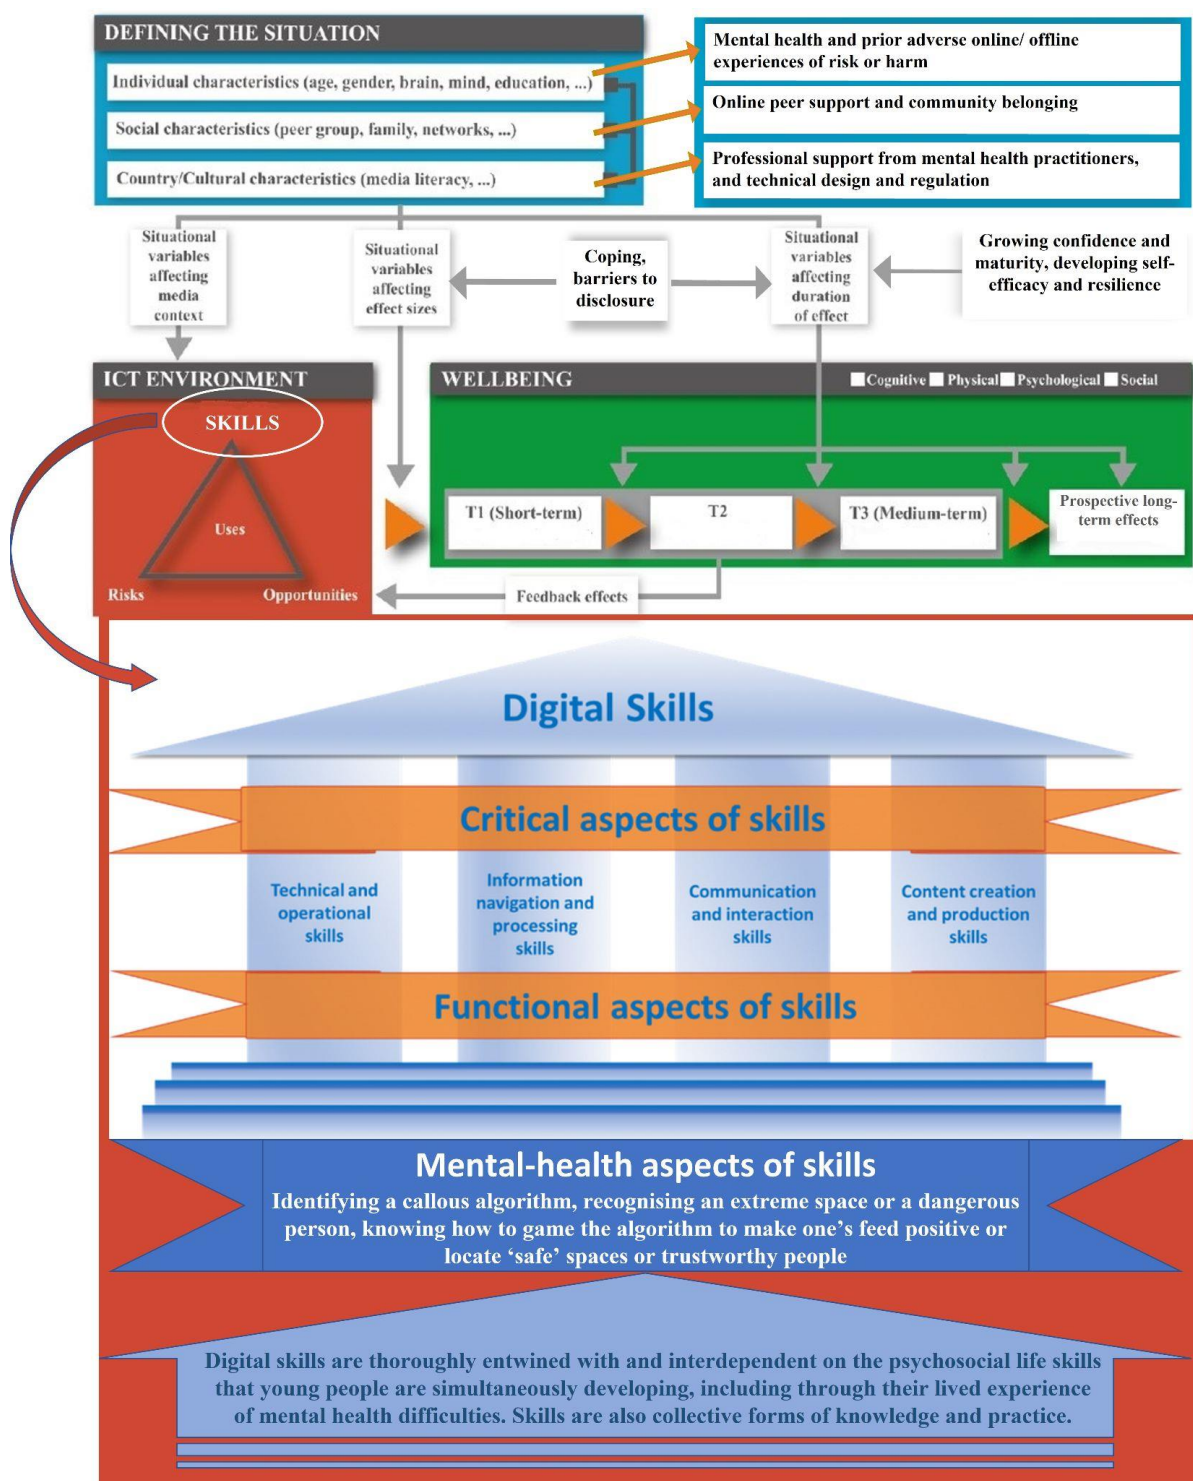 DEFINING THE SITUATION
Individual characteristics (age, gender, brain, mind, education, ...)
Social characteristics (peer group, family, networks, ...)
Country/Cultural characteristics (media literacy, ...)
Mental health and prior adverse online/ offline
experiences of risk or harm
Online peer support and community belonging
Professional support from mental health practitioners,
and technical design and regulation
Situational
variables
affecting
media
context
Situational
variables
affecting
effect sizes
Coping,
barriers to
disclosure
Situational
variables
affecting
duration
of effect
Growing confidence and
maturity, developing self-
efficacy and resilience
ICT ENVIRONMENT
SKILLS
Uses
Risks
Opportunities
WELLBEING
Cognitive
Physical
Psychological
Social
T1 (Short-term)
T2
T3 (Medium-term)
Prospective long-
term effects
Feedback effects
Digital Skills
Critical aspects of skills
Technical and
operational
skills
Information
navigation and
processing
skills
Communication
and interaction
skills
Content creation
and production
skills
Functional aspects of skills
Mental-health aspects of skills
Identifying a callous algorithm, recognising an extreme space or a dangerous
person, knowing how to game the algorithm to make one’s feed positive or
locate ‘safe’ spaces or trustworthy people
Digital skills are thoroughly entwined with and interdependent on the psychosocial life skills
that young people are simultaneously developing, including through their lived experience
of mental health difficulties. Skills are also collective forms of knowledge and practice.